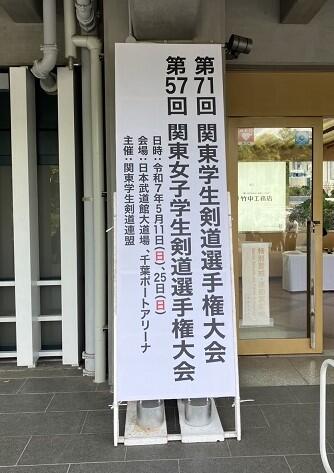 第71回 関東学生剣道選手権大会
第57回 関東女子学生剣道選手権大会
日時：令和7年5月11日(日)、25日(日)
会場：日本武道館大道場、千葉ポートアリーナ
主催：関東学生剣道連盟
竹中工務店